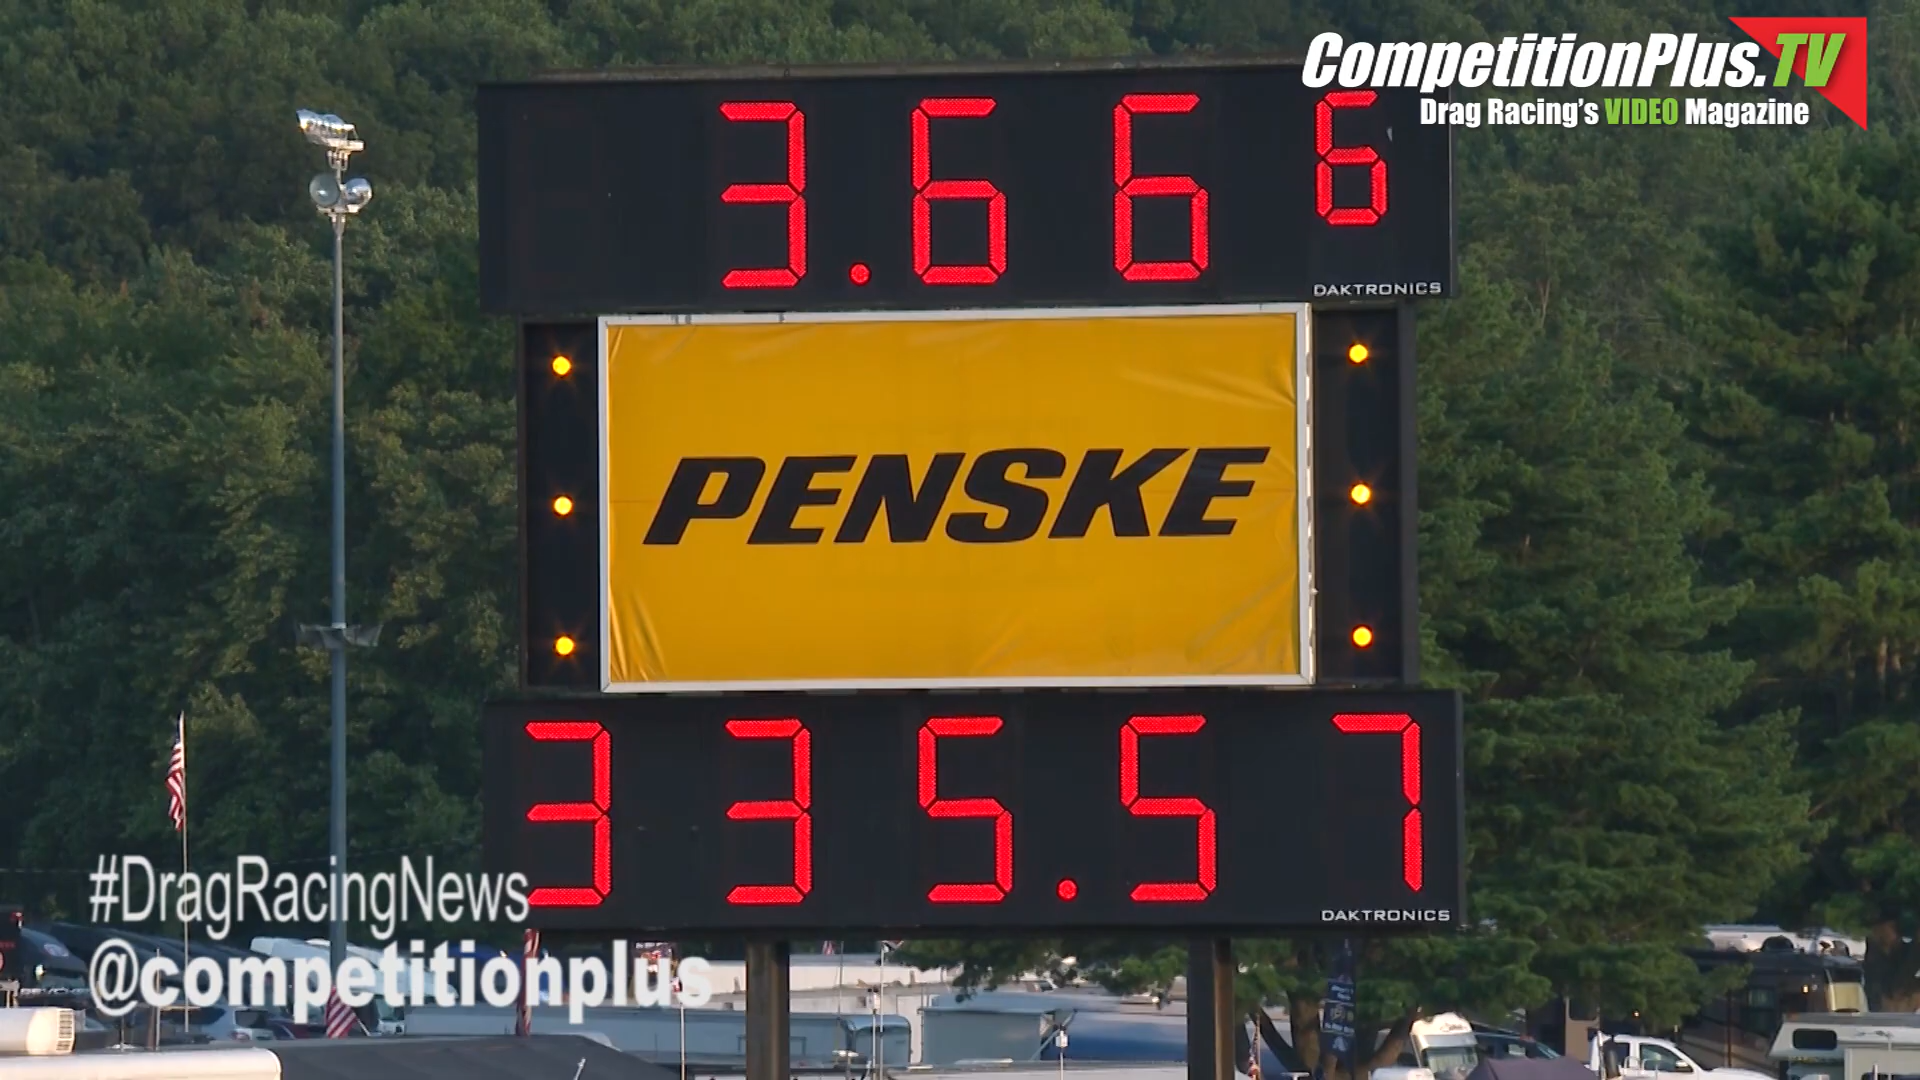 CompetitionPlus.TV
Drag Racing's VIDEO Magazine
3.666
DAKTRONICS
PENSKE
335.57
DAKTRONICS
#DragRacingNews
@competitionplus